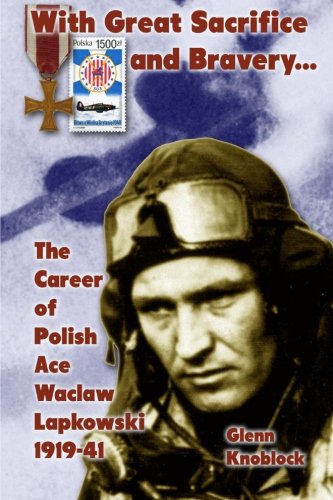 With Great Sacrifice
and Bravery...
Polska 1500zł
The
Career
of
Polish
Ace
Waclaw
Lapkowski
1919-41
Glenn
Knoblock